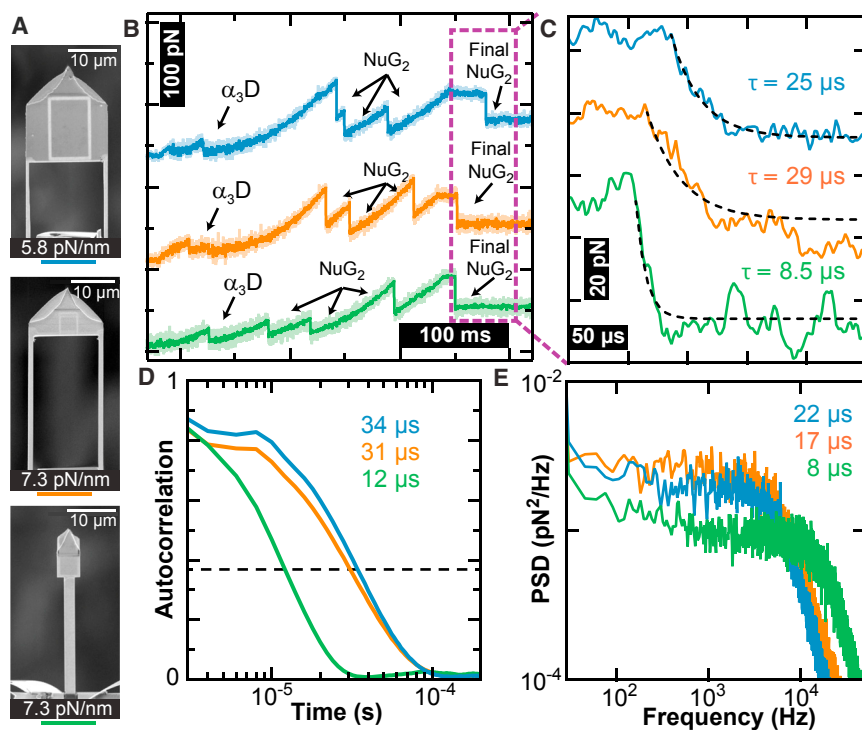 A
10 µm
5.8 pN/nm
10 µm
7.3 pN/nm
10 µm
7.3 pN/nm
B
100 pN
α₃D
NuG₂
Final
NuG₂
α₃D
NuG₂
Final
NuG₂
α₃D
NuG₂
Final
NuG₂
100 ms
C
τ = 25 µs
τ = 29 µs
τ = 8.5 µs
20 pN
50 µs
D
1
34 µs
31 µs
12 µs
Autocorrelation
0
10⁻⁵
10⁻⁴
Time (s)
E
10⁻²
22 µs
17 µs
8 µs
PSD (pN²/Hz)
10⁻⁴
10²
10³
10⁴
Frequency (Hz)